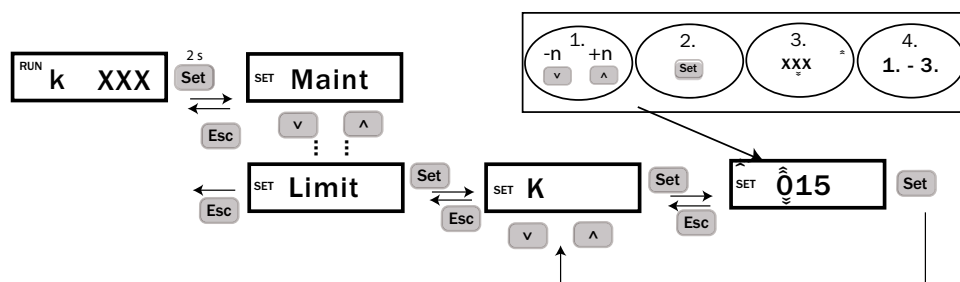 RUN k XXX
2 s
Set
Esc
SET Maint
v ʌ
SET Limit
Esc
Set
Esc
SET K
v ʌ
Set
Esc
1.
-n +n
v ʌ
2.
Set
3.
xxx
4.
1. - 3.
SET 015
Set